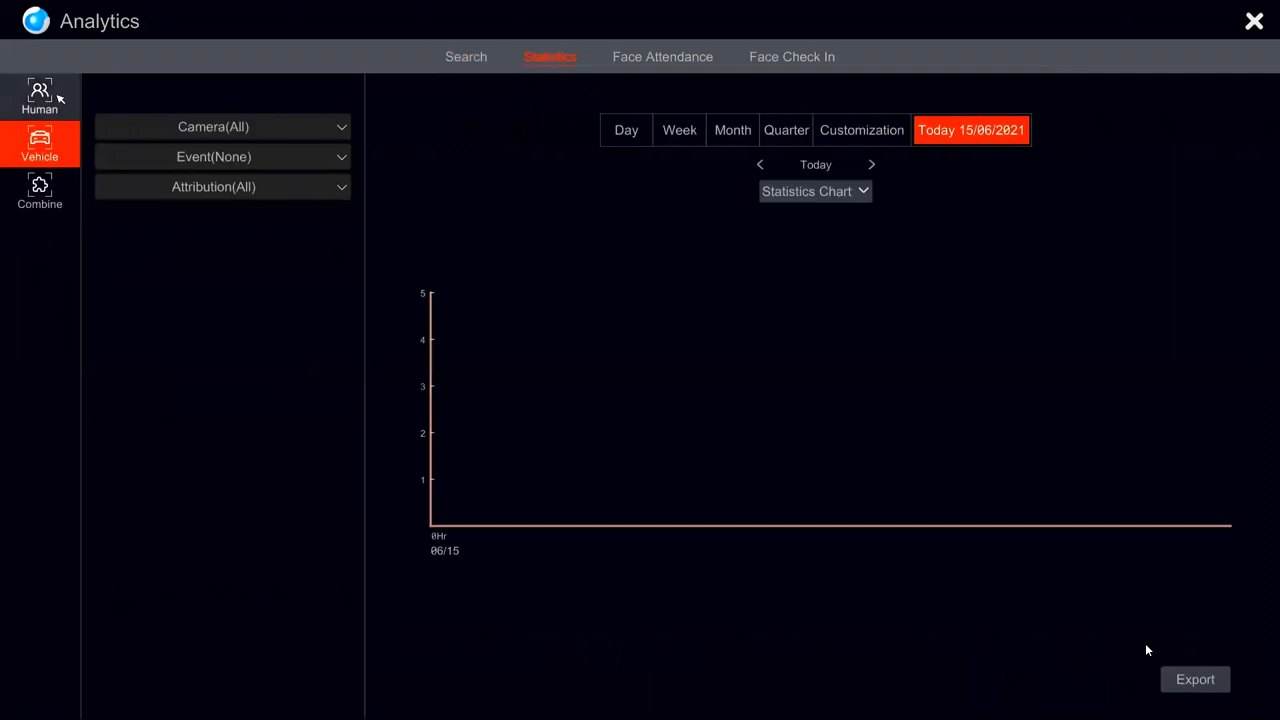 Analytics
Search Statistics Face Attendance Face Check In
Human
Vehicle
Combine
Camera(All)
Event(None)
Attribution(All)
Day Week Month Quarter Customization Today 15/06/2021
Today
Statistics Chart
5
4
3
2
1
0Hr
06/15
Export